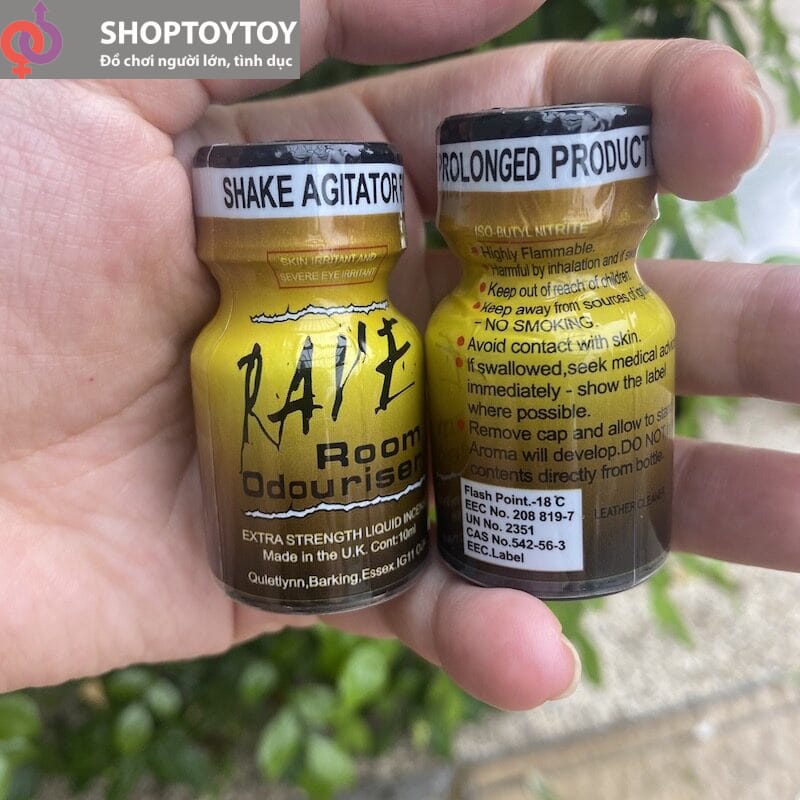 SHOPTOYTOY
Đồ chơi người lớn, tình dục
SHAKE AGITATOR
SKIN IRRITANT AND
SEVERE EYE IRRITANT
RAVE
Room
Odouriser
EXTRA STRENGTH LIQUID
Made in the U.K. Cont:10ml
Quietlynn,Barking,Essex,IG11
PROLONGED PRODUCT
ISO-BUTYL NITRITE
Highly Flammable.
Harmful by inhalation and if
Keep out of reach of children.
Keep away from sources of
- NO SMOKING.
Avoid contact with skin.
If swallowed,seek medical
immediately - show the label
where possible.
Remove cap and allow to
Aroma will develop.DO NOT
contents directly from bottle.
LEATHER CLEANER
Flash Point.-18°C
EEC No. 208 819-7
UN No. 2351
CAS No.542-56-3
EEC.Label